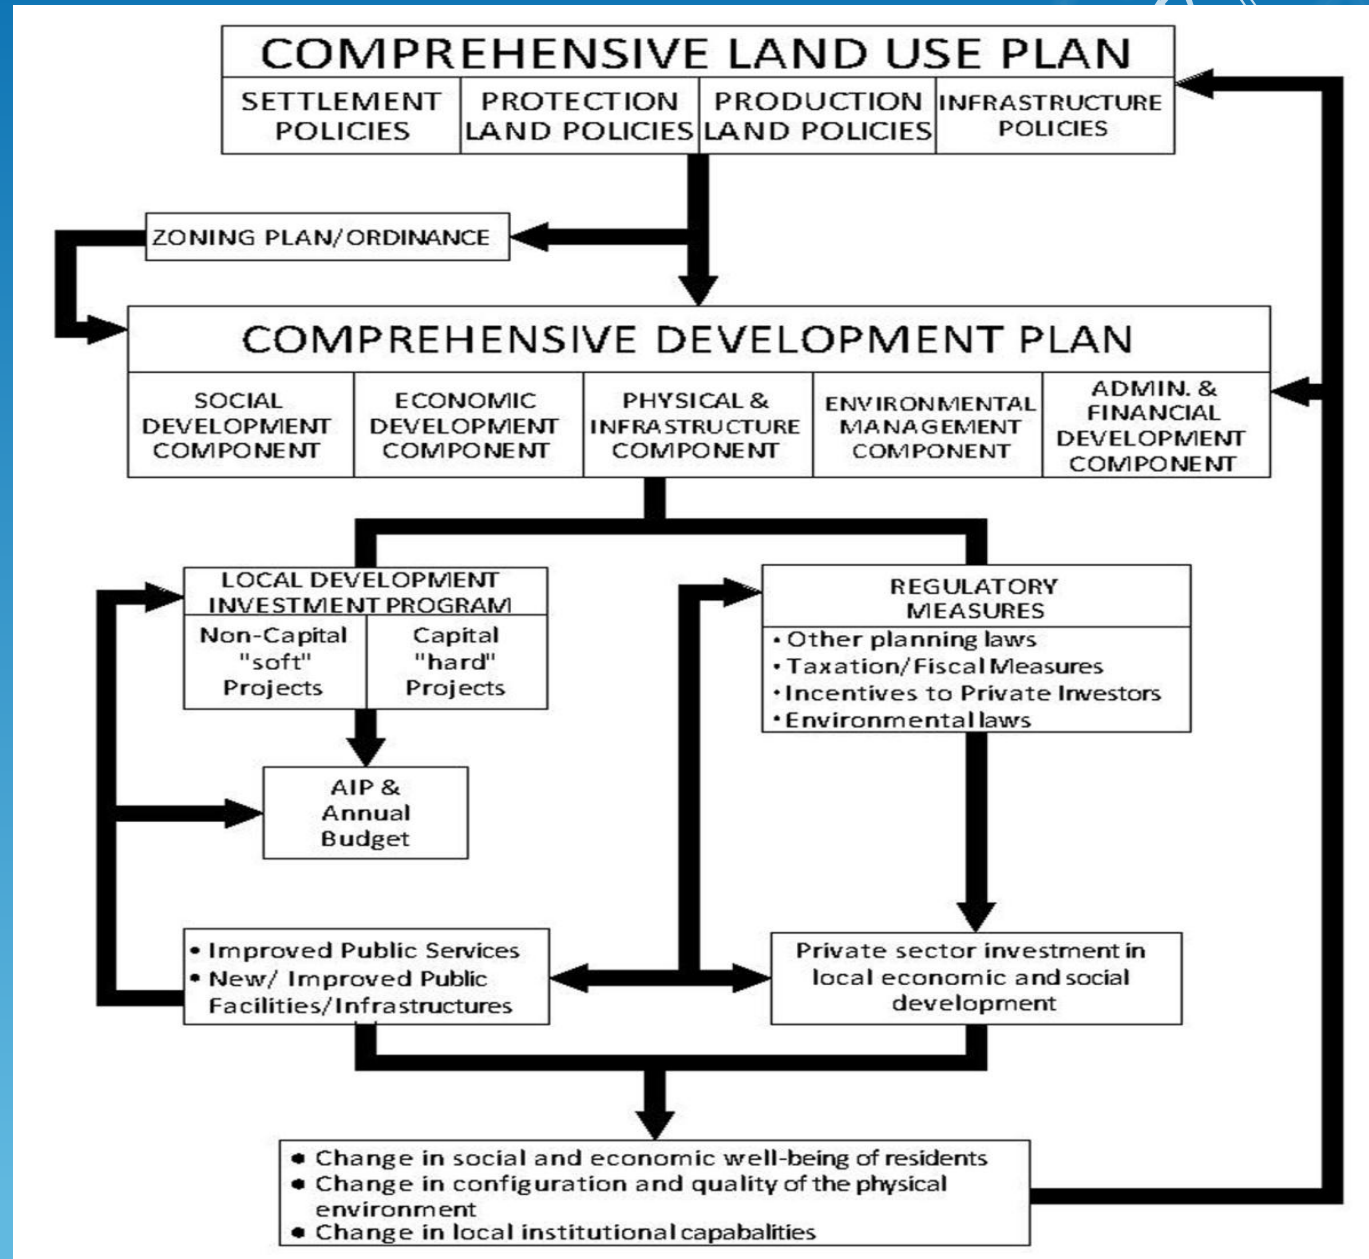 COMPREHENSIVE LAND USE PLAN
SETTLEMENT
POLICIES
PROTECTION
LAND POLICIES
PRODUCTION
LAND POLICIES
INFRASTRUCTURE
POLICIES
ZONING PLAN/ORDINANCE
COMPREHENSIVE DEVELOPMENT PLAN
SOCIAL
DEVELOPMENT
COMPONENT
ECONOMIC
DEVELOPMENT
COMPONENT
PHYSICAL &
INFRASTRUCTURE
COMPONENT
ENVIRONMENTAL
MANAGEMENT
COMPONENT
ADMIN. &
FINANCIAL
DEVELOPMENT
COMPONENT
LOCAL DEVELOPMENT
INVESTMENT PROGRAM
Non-Capital
"soft"
Projects
Capital
"hard"
Projects
REGULATORY
MEASURES
• Other planning laws
• Taxation/Fiscal Measures
• Incentives to Private Investors
• Environmental laws
AIP &
Annual
Budget
• Improved Public Services
• New/ Improved Public
Facilities/Infrastructures
Private sector investment in
local economic and social
development
• Change in social and economic well-being of residents
• Change in configuration and quality of the physical
environment
• Change in local institutional capabalities